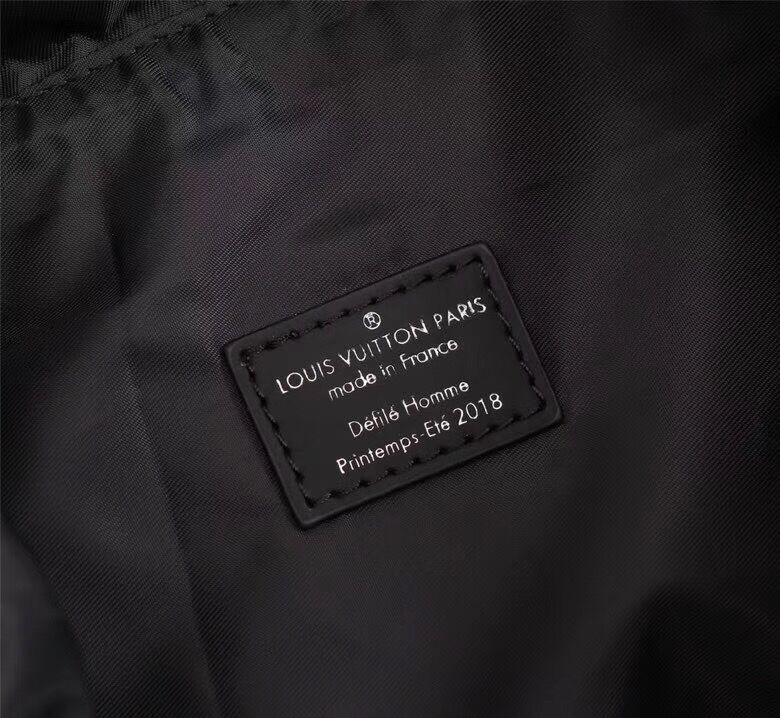 ®
LOUIS VUITTON PARIS
made in France
Défilé Homme
Printemps-Eté 2018